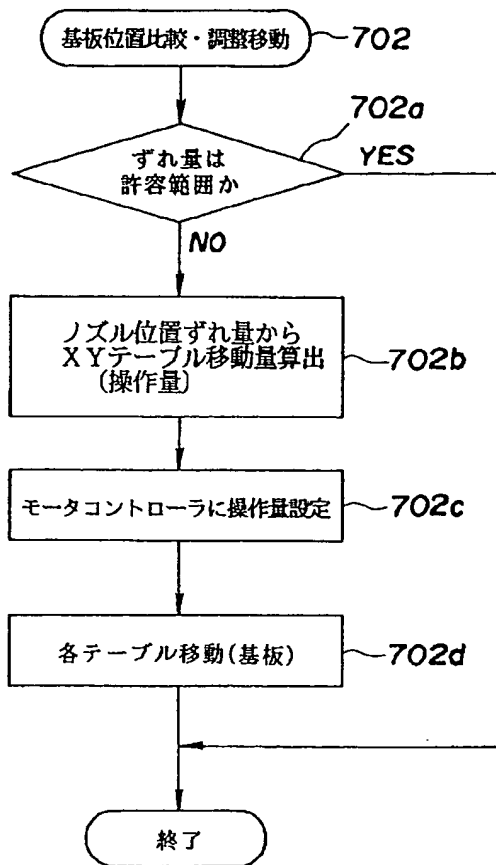 基板位置比較・調整移動
702
702a
ずれ量は
許容範囲か
YES
NO
ノズル位置ずれ量から
XYテーブル移動量算出
(操作量)
702b
モータコントローラに操作量設定
702c
各テーブル移動(基板)
702d
終了